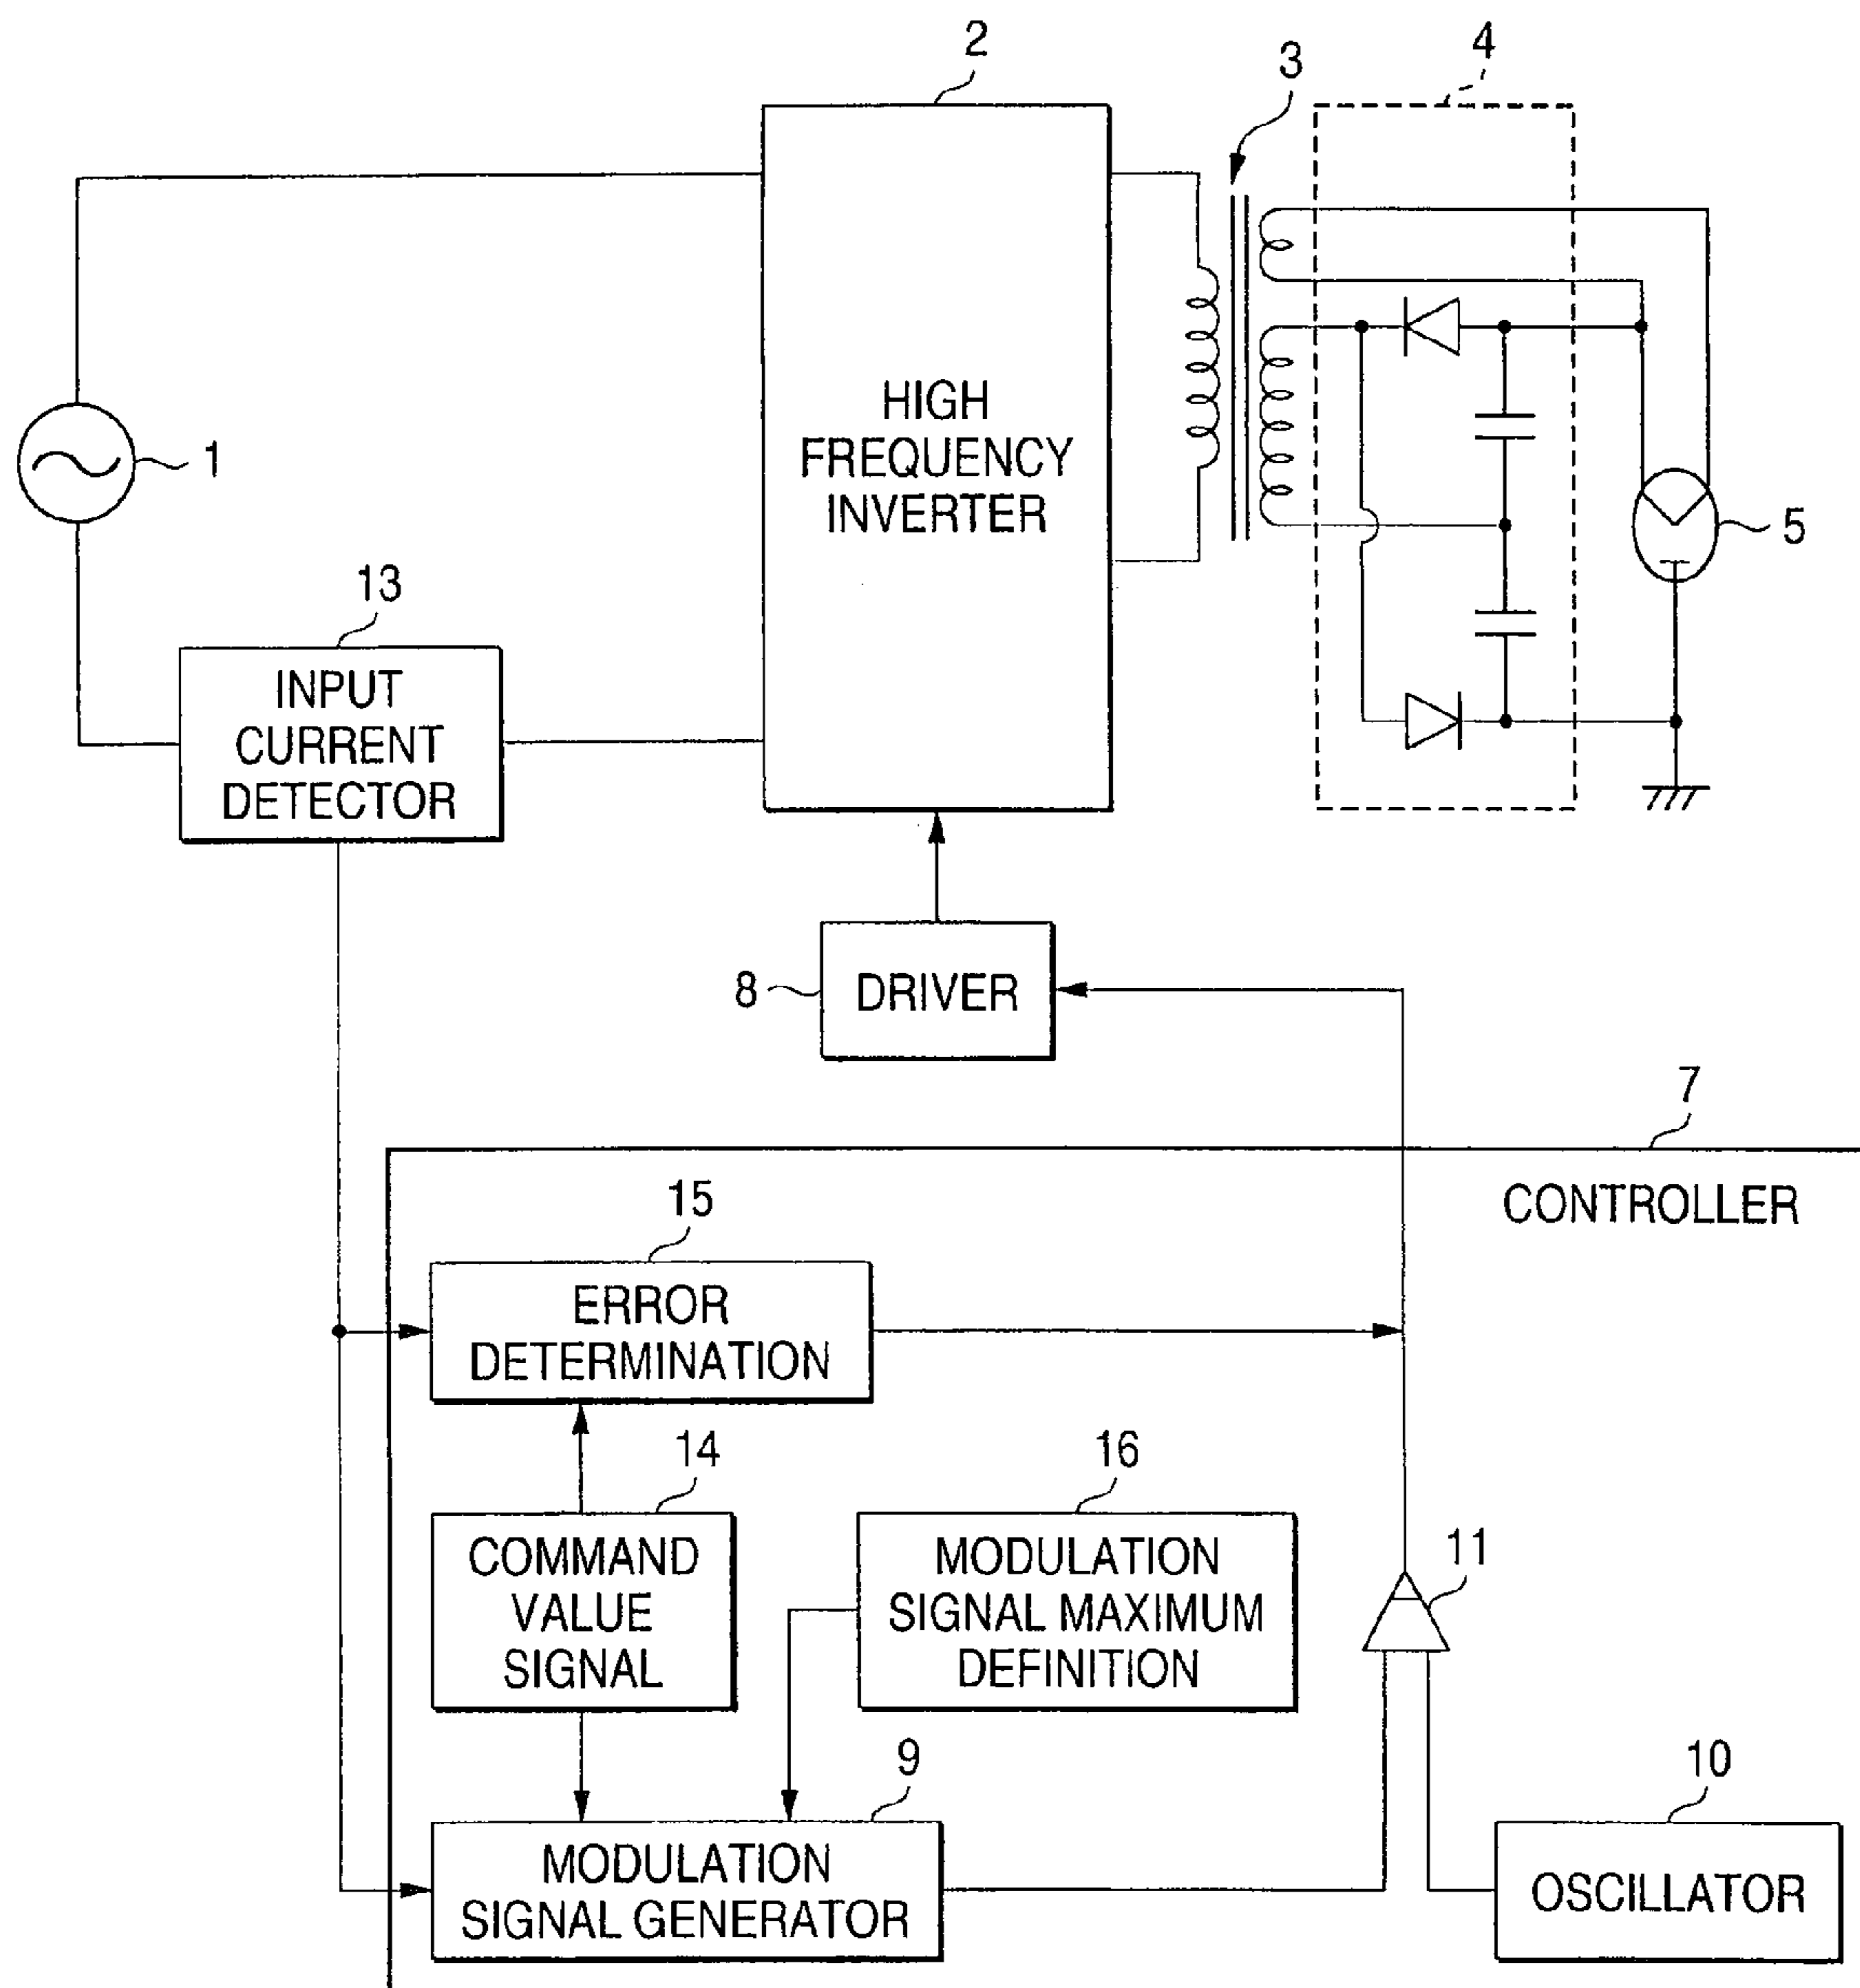 2
3
4
HIGH
FREQUENCY
INVERTER
1
5
13
INPUT
CURRENT
DETECTOR
8
DRIVER
7
CONTROLLER
15
ERROR
DETERMINATION
14
COMMAND
VALUE
SIGNAL
16
MODULATION
SIGNAL MAXIMUM
DEFINITION
11
9
MODULATION
SIGNAL GENERATOR
10
OSCILLATOR